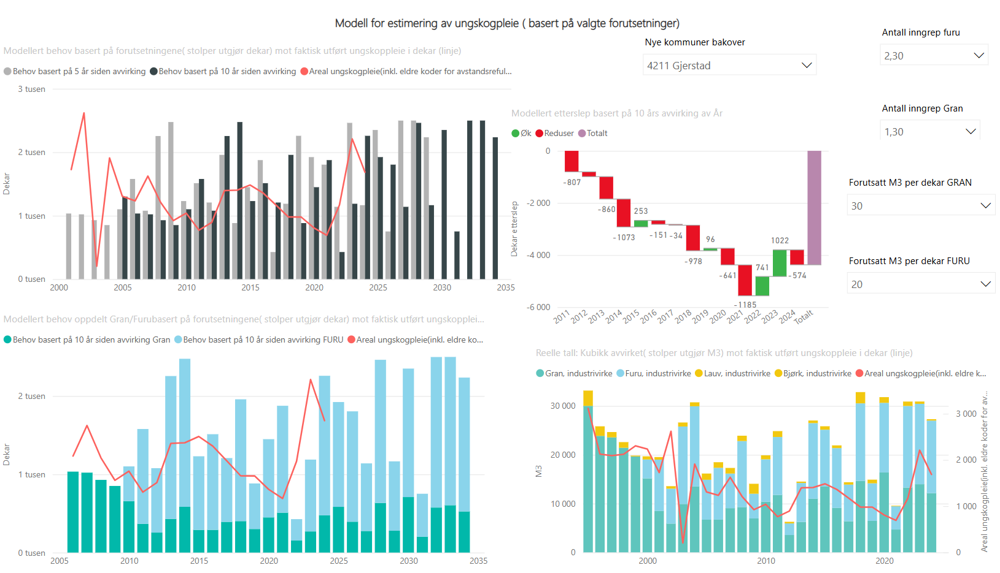 Modell for estimering av ungskogpleie ( basert på valgte forutsetninger)
Nye kommuner bakover
4211 Gjerstad
Antall inngrep furu
2,30
Antall inngrep Gran
1,30
Forutsatt M3 per dekar GRAN
30
Forutsatt M3 per dekar FURU
20
Modellert behov basert på forutsetningene( stolper utgjør dekar) mot faktisk utført ungskoppleie i dekar (linje)
Behov basert på 5 år siden avvirking Behov basert på 10 år siden avvirking Areal ungskogpleie(inkl. eldre koder for avstandsreful...
3 tusen
2 tusen
1 tusen
0 tusen
Dekar
2000 2005 2010 2015 2020 2025 2030 2035
Modellert etterslep basert på 10 års avvirking av År
Øk Reduser Totalt
0
-2 000
-4 000
-6 000
Dekar etterslep
-807
-860
-1073
253
-151
-34
-978
96
-641
-1185
741
1022
-574
2011 2012 2013 2014 2015 2016 2017 2018 2019 2020 2021 2022 2023 2024 Totalt
Modellert behov oppdelt Gran/Furubasert på forutsetningene( stolper utgjør dekar) mot faktisk utført ungskopplei...
Behov basert på 10 år siden avvirking Gran Behov basert på 10 år siden avvirking FURU Areal ungskogpleie(inkl. eldre ko...
2 tusen
1 tusen
0 tusen
Dekar
2005 2010 2015 2020 2025 2030 2035
Reelle tall: Kubikk avvirket( stolper utgjør M3) mot faktisk utført ungskoppleie i dekar (linje)
Gran, industrivirke Furu, industrivirke Lauv, industrivirke Bjørk, industrivirke Areal ungskogpleie(inkl. eldre k...
30 000
20 000
10 000
0
M3
3 000
2 000
1 000
0
Areal ungskogpleie(inkl. eldre koder for av...
2000 2010 2020